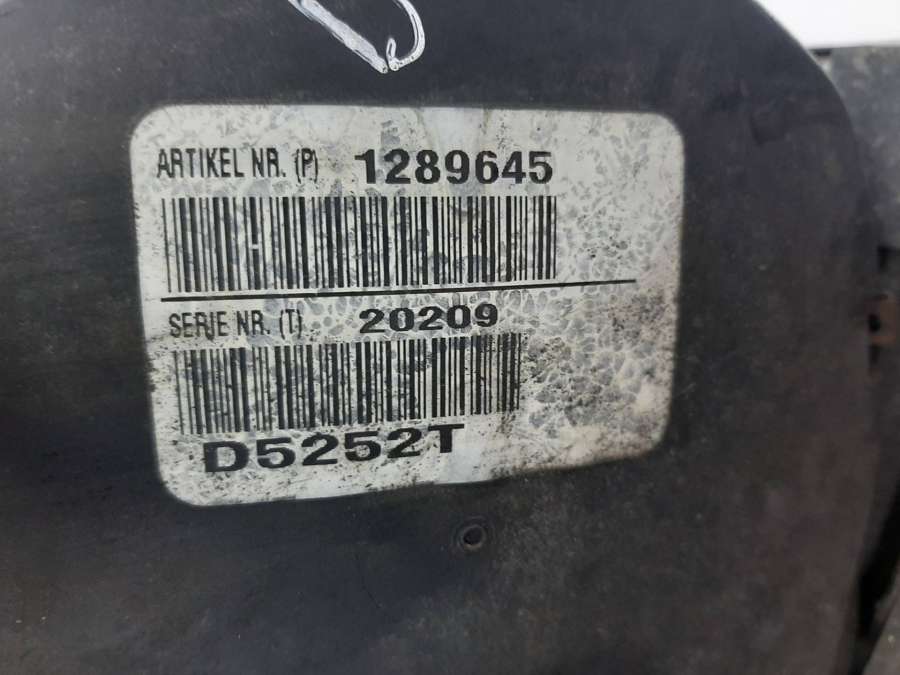 ARTIKEL NR. (P) 1289645
SERIE NR. (T) 20209
D5252T